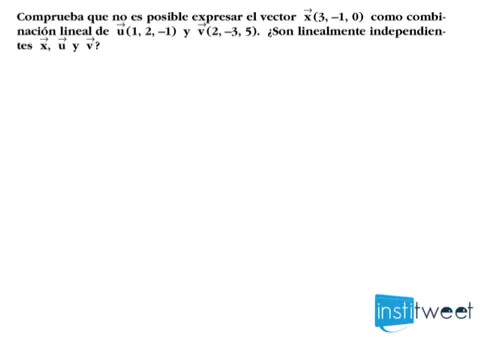 Comprueba que no es posible expresar el vector x⃗(3, –1, 0) como combi-
nación lineal de u⃗(1, 2, –1) y v⃗(2, –3, 5). ¿Son linealmente independien-
tes x⃗, u⃗ y v⃗?
institweet